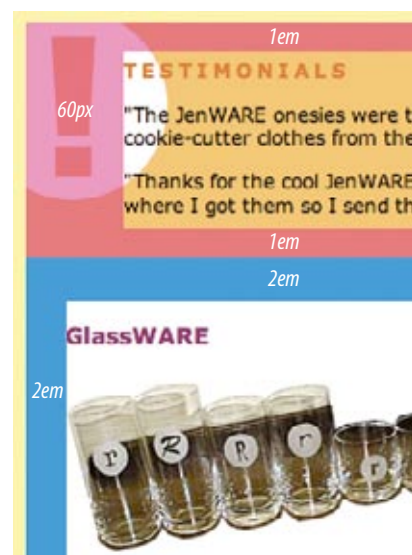 1em
TESTIMONIALS
60px
"The JenWARE onesies were
cookie-cutter clothes from the
"Thanks for the cool JenWARE
where I got them so I send
1em
2em
GlassWARE
2em
r R R r r